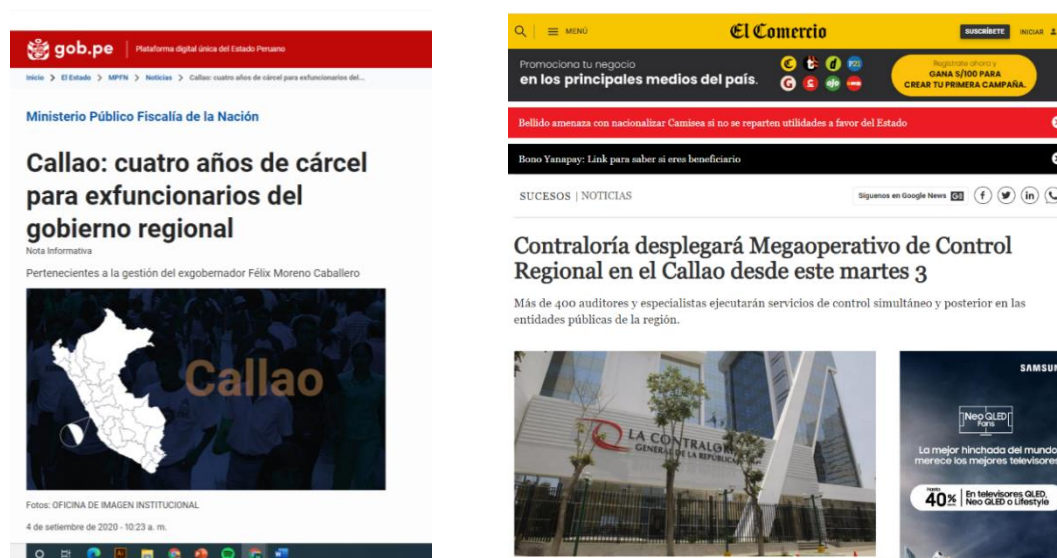 gob.pe
Plataforma digital única del Estado Peruano
Inicio > El Estado > MPFN > Noticias > Callao: cuatro años de cárcel para exfuncionarios del...
Ministerio Público Fiscalía de la Nación
Callao: cuatro años de cárcel
para exfuncionarios del
gobierno regional
Nota Informativa
Pertenecientes a la gestión del exgobernador Félix Moreno Caballero
Callao
Fotos: OFICINA DE IMAGEN INSTITUCIONAL
4 de setiembre de 2020 - 10:23 a. m.
MENÚ
El Comercio
SUSCRÍBETE
INICIAR
Promociona tu negocio
en los principales medios del país.
Regístrate ahora y
GANA S/100 PARA
CREAR TU PRIMERA CAMPAÑA.
Bellido amenaza con nacionalizar Camisea si no se reparten utilidades a favor del Estado
Bono Yanapay: Link para saber si eres beneficiario
SUCESOS | NOTICIAS
Síguenos en Google News
Contraloría desplegará Megaoperativo de Control
Regional en el Callao desde este martes 3
Más de 400 auditores y especialistas ejecutarán servicios de control simultáneo y posterior en las
entidades públicas de la región.
LA CONTRALORÍA
GENERAL DE LA REPÚBLICA
SAMSUN
Neo QLED
Fans
La mejor hinchada del mundo
merece los mejores televisores
Hasta
40%
En televisores QLED,
Neo QLED o Lifestyle